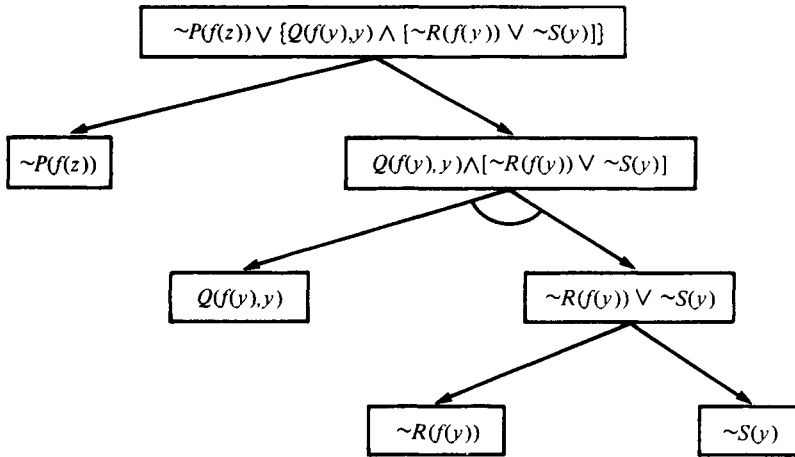 ~P(f(z)) ∨ {Q(f(y),y) ∧ [~R(f(y)) ∨ ~S(y)]}
~P(f(z))
Q(f(y), y)∧[~R(f(y)) ∨ ~S(y)]
Q(f(y),y)
~R(f(y)) ∨ ~S(y)
~R(f(y))
~S(y)